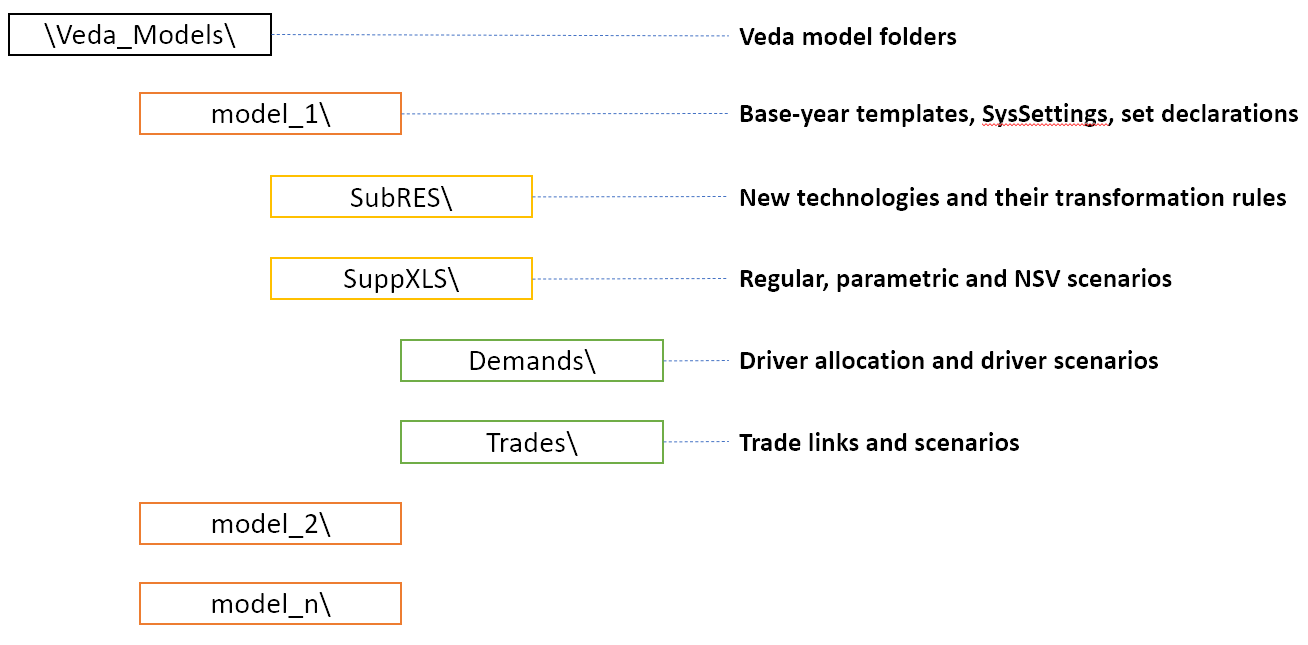 \Veda_Models\ Veda model folders
model_1\ Base-year templates, SysSettings, set declarations
SubRES\ New technologies and their transformation rules
SuppXLS\ Regular, parametric and NSV scenarios
Demands\ Driver allocation and driver scenarios
Trades\ Trade links and scenarios
model_2\
model_n\